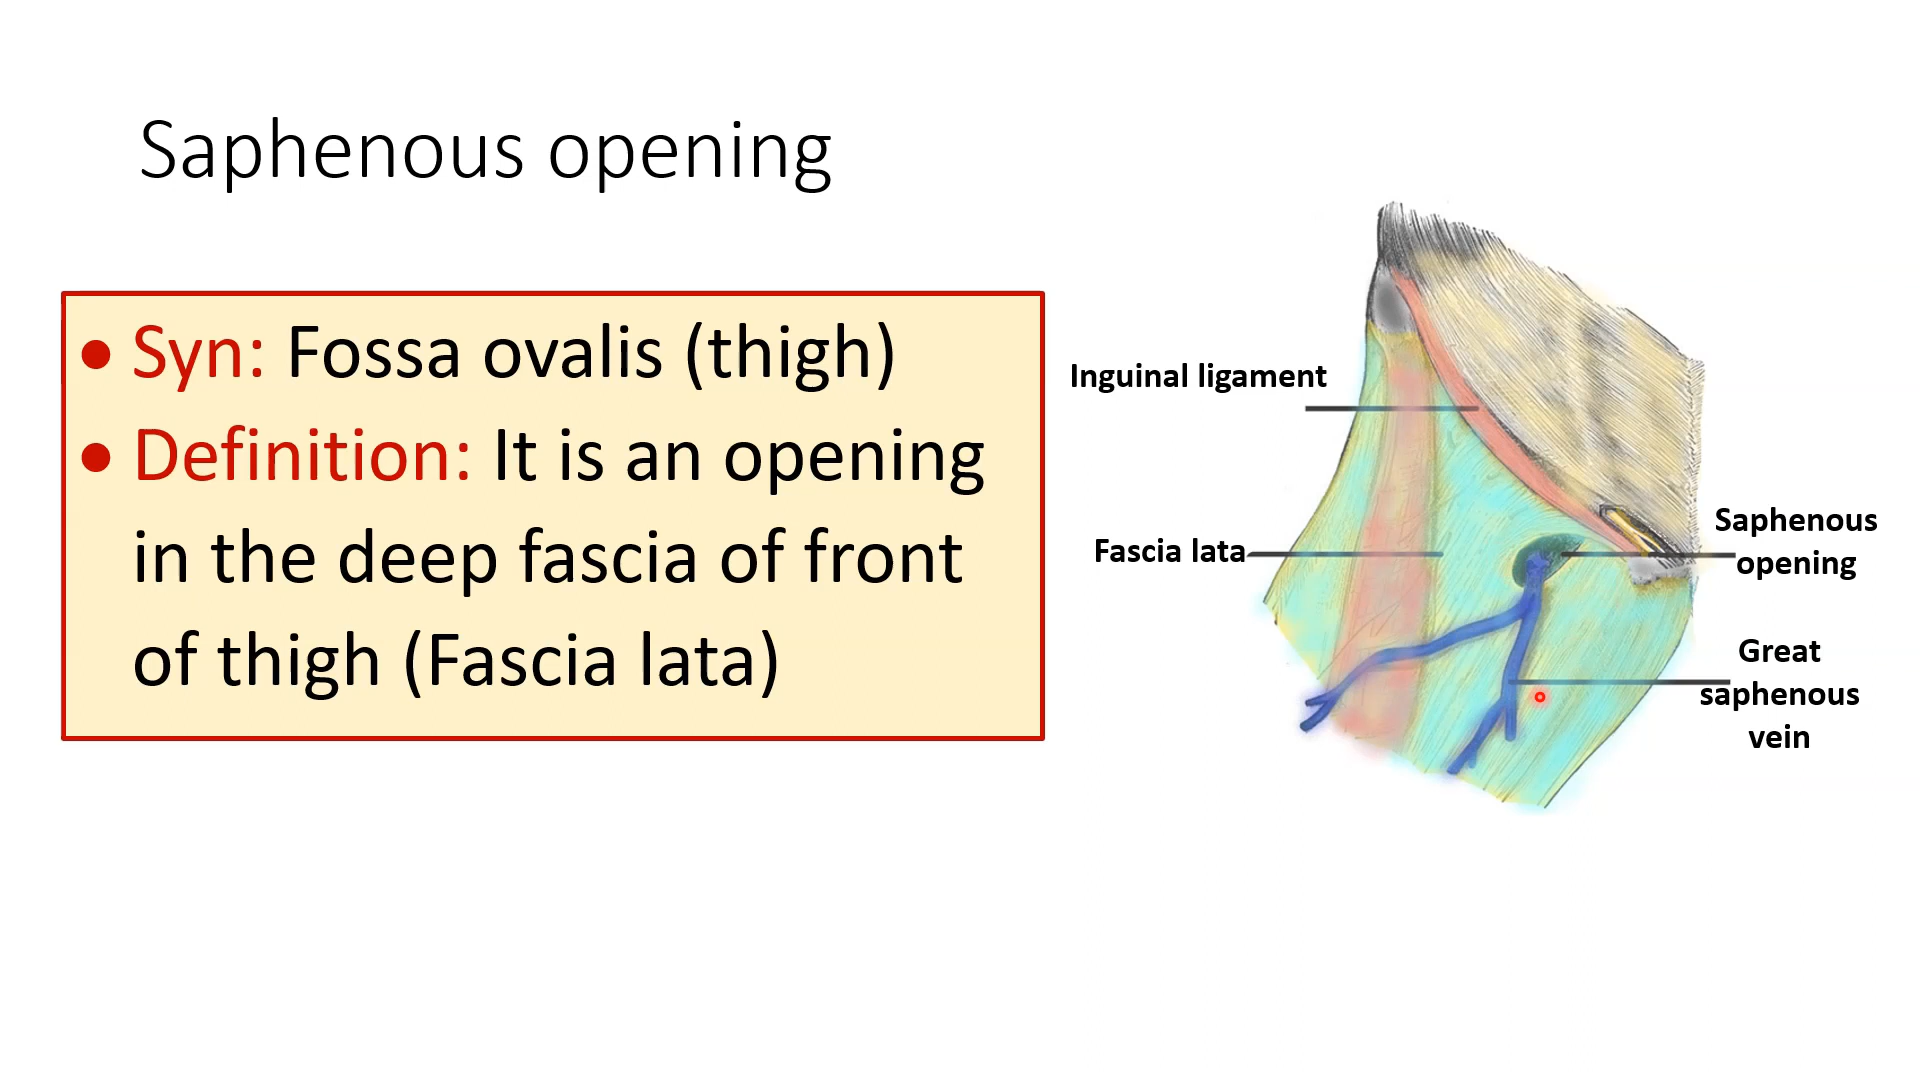 Saphenous opening
• Syn: Fossa ovalis (thigh)
• Definition: It is an opening
in the deep fascia of front
of thigh (Fascia lata)
Inguinal ligament
Fascia lata
Saphenous
opening
Great
saphenous
vein